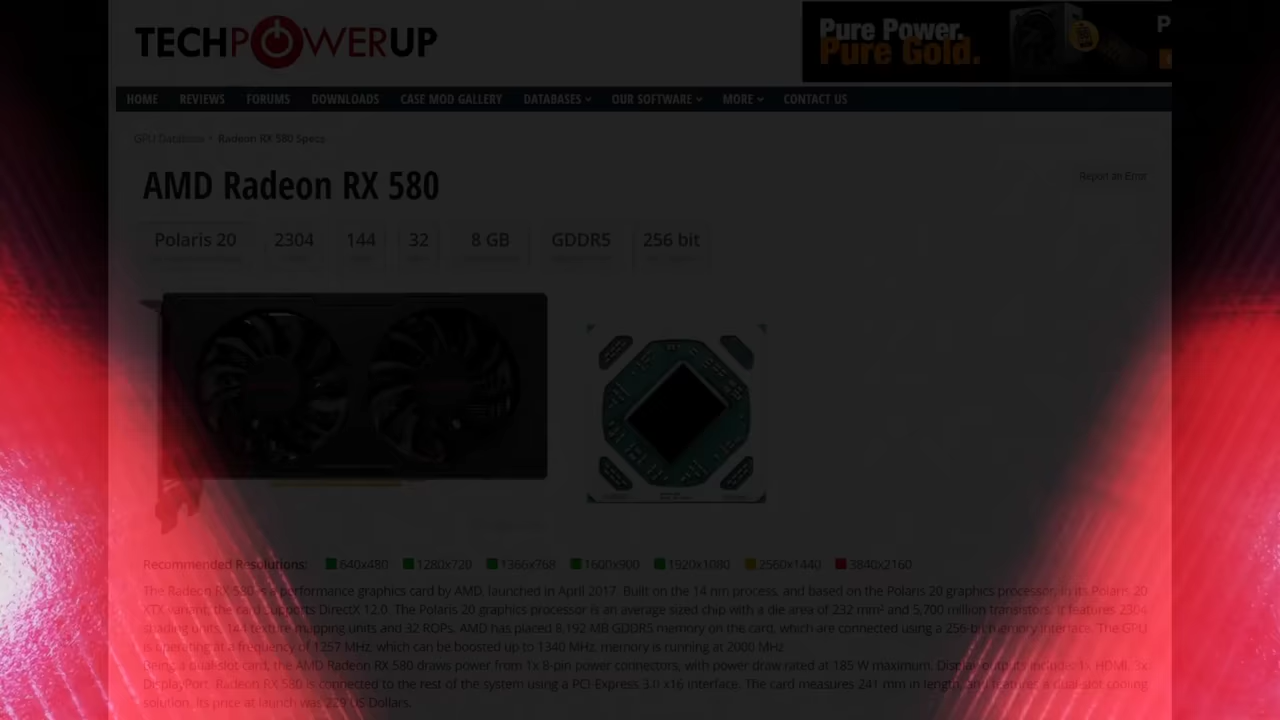 TECHPOWERUP
Pure Power.
Pure Gold.
P
HOME REVIEWS FORUMS DOWNLOADS CASE MOD GALLERY DATABASES OUR SOFTWARE MORE CONTACT US
GPU Database › Radeon RX 580 Specs
AMD Radeon RX 580
Report an Error
Polaris 20 2304 144 32 8 GB GDDR5 256 bit
Recommended Resolutions: 640x480 1280x720 1366x768 1600x900 1920x1080 2560x1440 3840x2160
The Radeon RX 580 is a performance graphics card by AMD, launched in April 2017. Built on the 14 nm process, and based on the Polaris 20 graphics processor, in its Polaris 20
XTX variant, the card supports DirectX 12.0. The Polaris 20 graphics processor is an average sized chip with a die area of 232 mm² and 5,700 million transistors. It features 2304
shading units, 144 texture mapping units and 32 ROPs. AMD has placed 8,192 MB GDDR5 memory on the card, which are connected using a 256-bit memory interface. The GPU
is operating at a frequency of 1257 MHz, which can be boosted up to 1340 MHz, memory is running at 2000 MHz.
Being a dual-slot card, the AMD Radeon RX 580 draws power from 1x 8-pin power connectors, with power draw rated at 185 W maximum. Display outputs include: 1x HDMI, 3x
DisplayPort. Radeon RX 580 is connected to the rest of the system using a PCI-Express 3.0 x16 interface. The card measures 241 mm in length, and features a dual-slot cooling
solution. Its price at launch was 229 US Dollars.